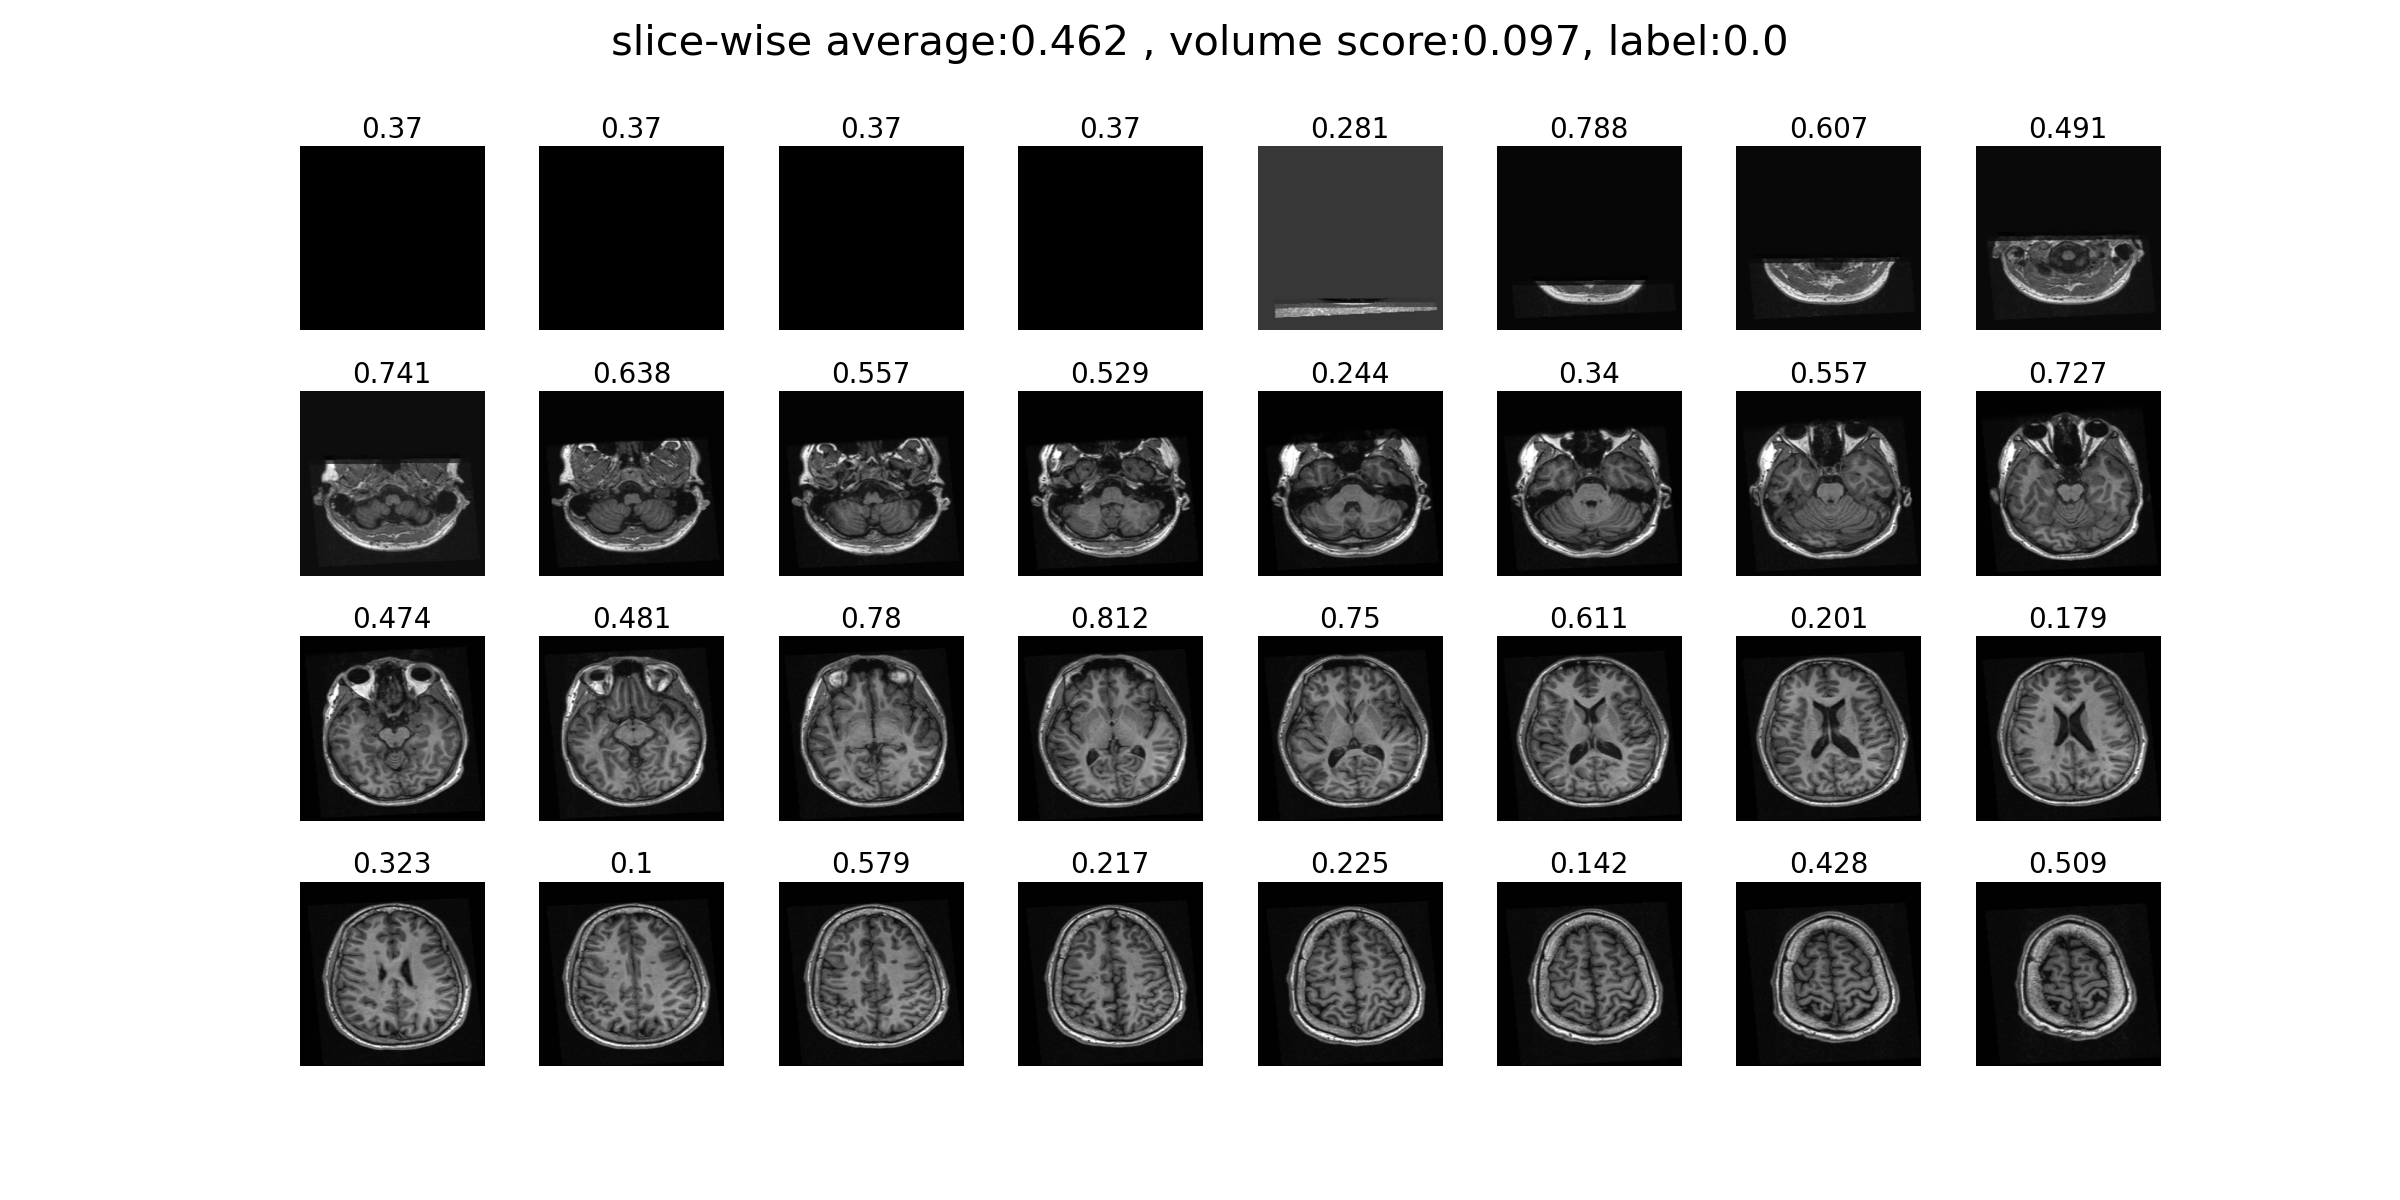 slice-wise average:0.462 , volume score:0.097, label:0.0
0.37 0.37 0.37 0.37 0.281 0.788 0.607 0.491
0.741 0.638 0.557 0.529 0.244 0.34 0.557 0.727
0.474 0.481 0.78 0.812 0.75 0.611 0.201 0.179
0.323 0.1 0.579 0.217 0.225 0.142 0.428 0.509